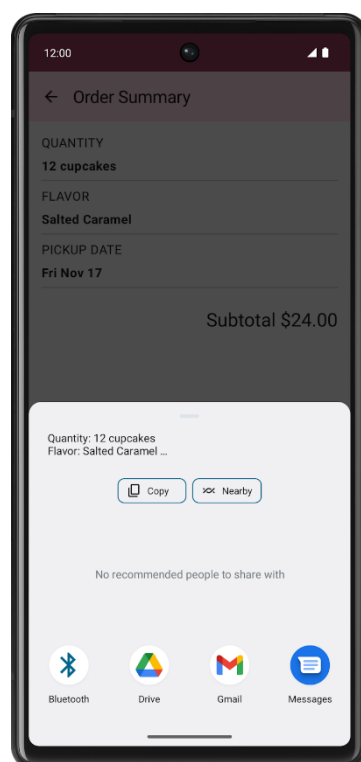 12:00
Order Summary
QUANTITY
12 cupcakes
FLAVOR
Salted Caramel
PICKUP DATE
Fri Nov 17
Subtotal $24.00
Quantity: 12 cupcakes
Flavor: Salted Caramel ...
Copy Nearby
No recommended people to share with
Bluetooth Drive Gmail Messages